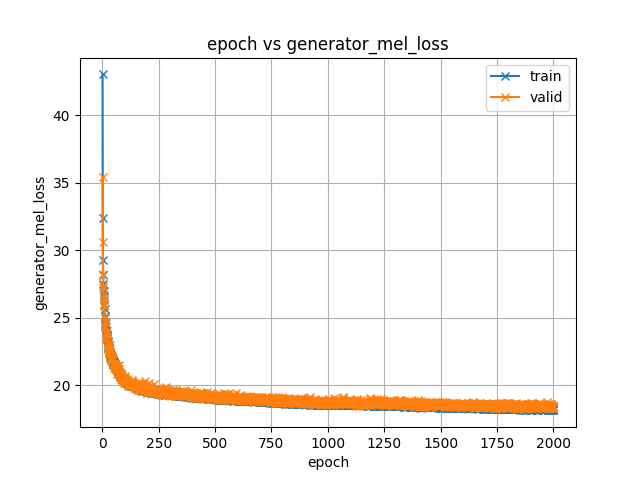 epoch vs generator_mel_loss
train
valid
generator_mel_loss
40
35
30
25
20
0 250 500 750 1000 1250 1500 1750 2000
epoch